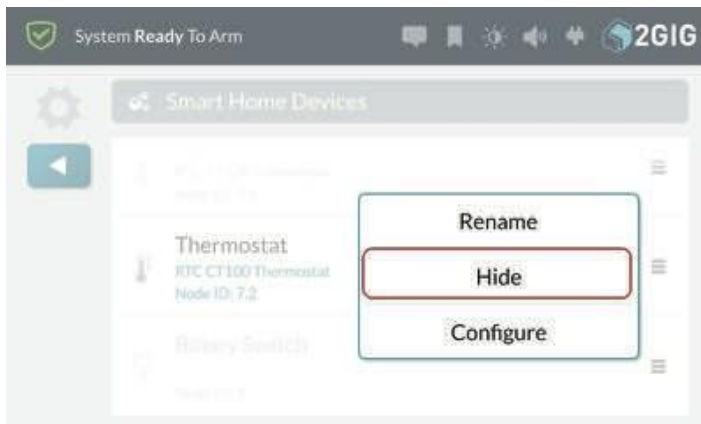 System Ready To Arm
2GIG
Smart Home Devices
Rename
Thermostat
RTC CT100 Thermostat
Hide
Node ID: 7.2
Configure
Binary Switch